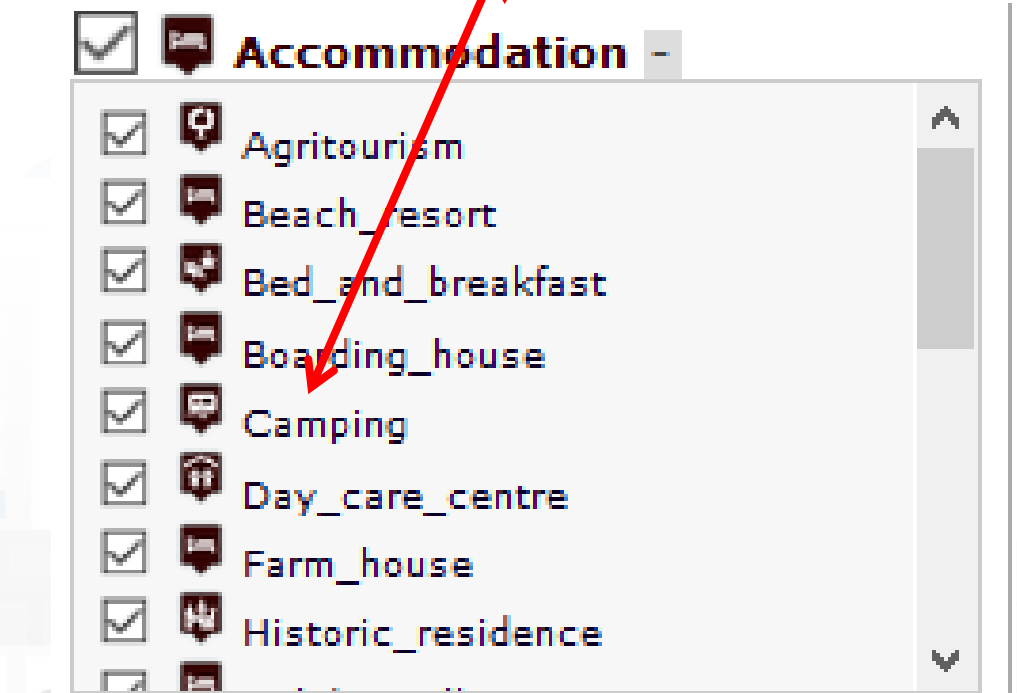 Accommodation -
Agritourism
Beach_resort
Bed_and_breakfast
Boarding_house
Camping
Day_care_centre
Farm_house
Historic_residence